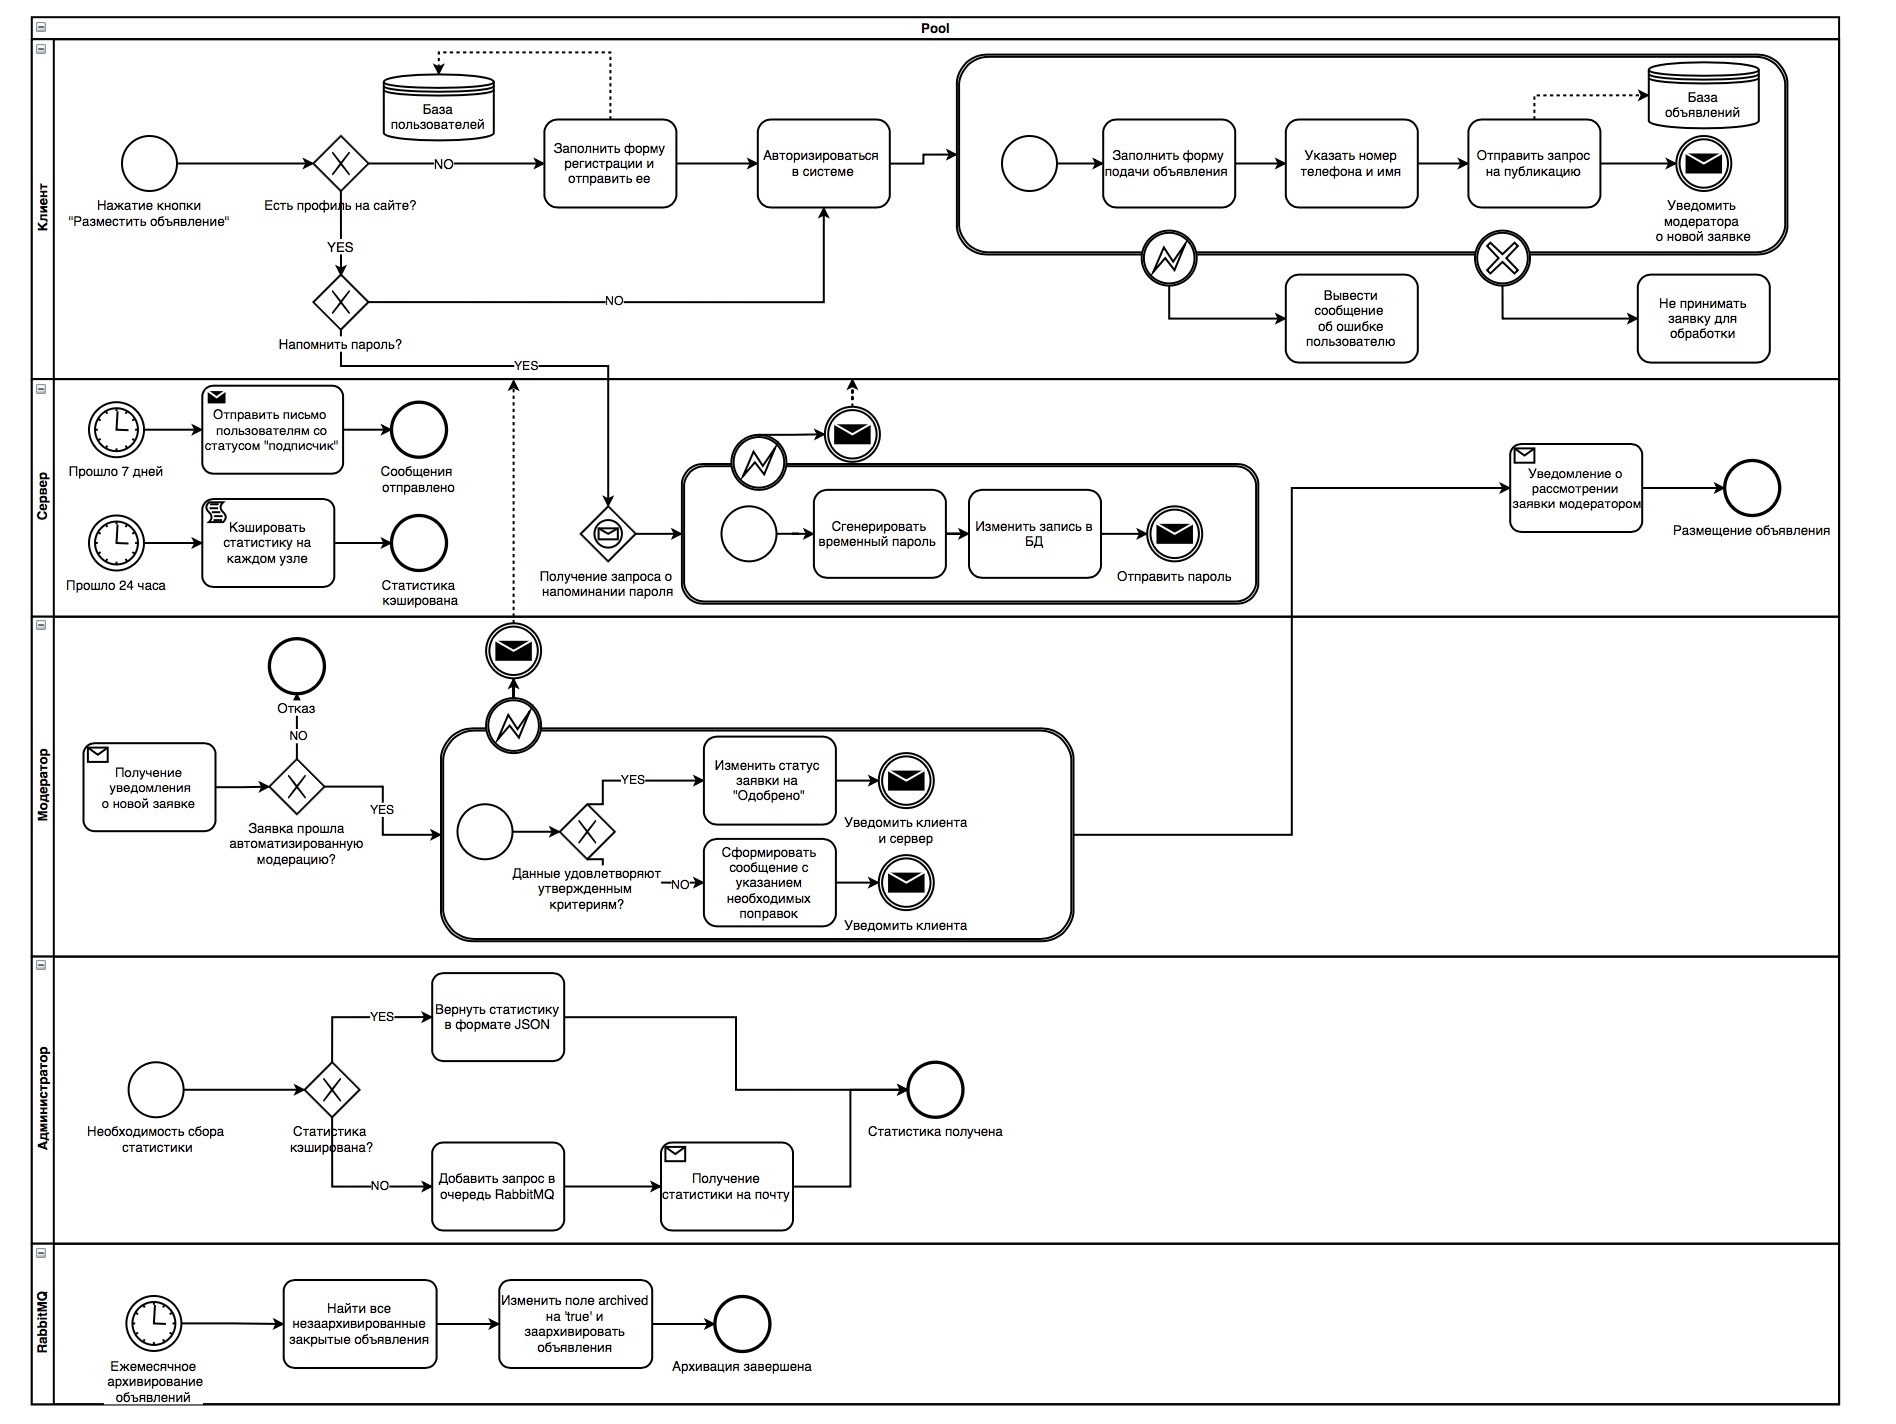 Pool
Клиент
База
пользователей
База
объявлений
Нажатие кнопки
"Разместить объявление"
Есть профиль на сайте?
NO
Заполнить форму
регистрации и
отправить ее
Авторизироваться
в системе
Заполнить форму
подачи объявления
Указать номер
телефона и имя
Отправить запрос
на публикацию
Уведомить
модератора
о новой заявке
YES
NO
Напомнить пароль?
YES
Вывести
сообщение
об ошибке
пользователю
Не принимать
заявку для
обработки
Сервер
Прошло 7 дней
Отправить письмо
пользователям со
статусом "подписчик"
Сообщения
отправлено
Прошло 24 часа
Кэшировать
статистику на
каждом узле
Статистика
кэширована
Получение запроса о
напоминании пароля
Сгенерировать
временный пароль
Изменить запись в
БД
Отправить пароль
Уведомление о
рассмотрении
заявки модератором
Размещение объявления
Модератор
Отказ
NO
Получение
уведомления
о новой заявке
YES
Заявка прошла
автоматизированную
модерацию?
YES
Изменить статус
заявки на
"Одобрено"
Уведомить клиента
и сервер
Данные удовлетворяют
утвержденным
критериям?
NO
Сформировать
сообщение с
указанием
необходимых
поправок
Уведомить клиента
Администратор
Необходимость сбора
статистики
Статистика
кэширована?
YES
Вернуть статистику
в формате JSON
NO
Добавить запрос в
очередь RabbitMQ
Получение
статистики на почту
Статистика получена
RabbitMQ
Ежемесячное
архивирование
объявлений
Найти все
незаархивированные
закрытые объявления
Изменить поле archived
на 'true' и
заархивировать
объявления
Архивация завершена